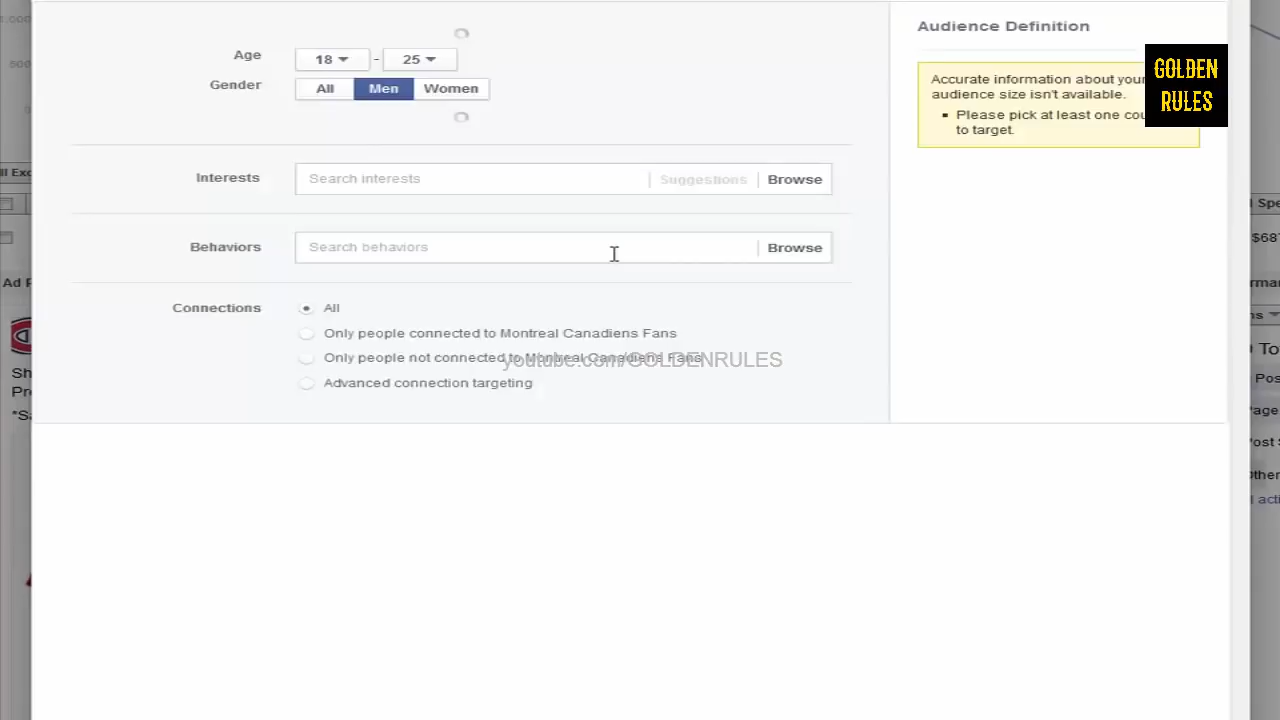 Audience Definition
Age
18 - 25
Gender
All Men Women
Accurate information about your
audience size isn't available.
Please pick at least one
to target.
GOLDEN
RULES
Interests
Search interests
Suggestions
Browse
Behaviors
Search behaviors
Browse
Connections
All
Only people connected to Montreal Canadiens Fans
Only people not connected to Montreal Canadiens Fans
youtube.com/GOLDENRULES
Advanced connection targeting